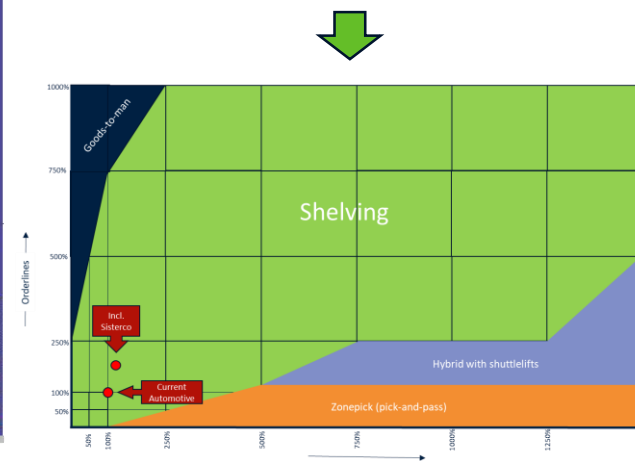 1000%
Goods-to-man
750%
Shelving
500%
Orderlines
Incl.
Sisterco
250%
Hybrid with shuttlelifts
Current
Automotive
100%
Zonepick (pick-and-pass)
50%
50%
100%
250%
500%
750%
1000%
1250%